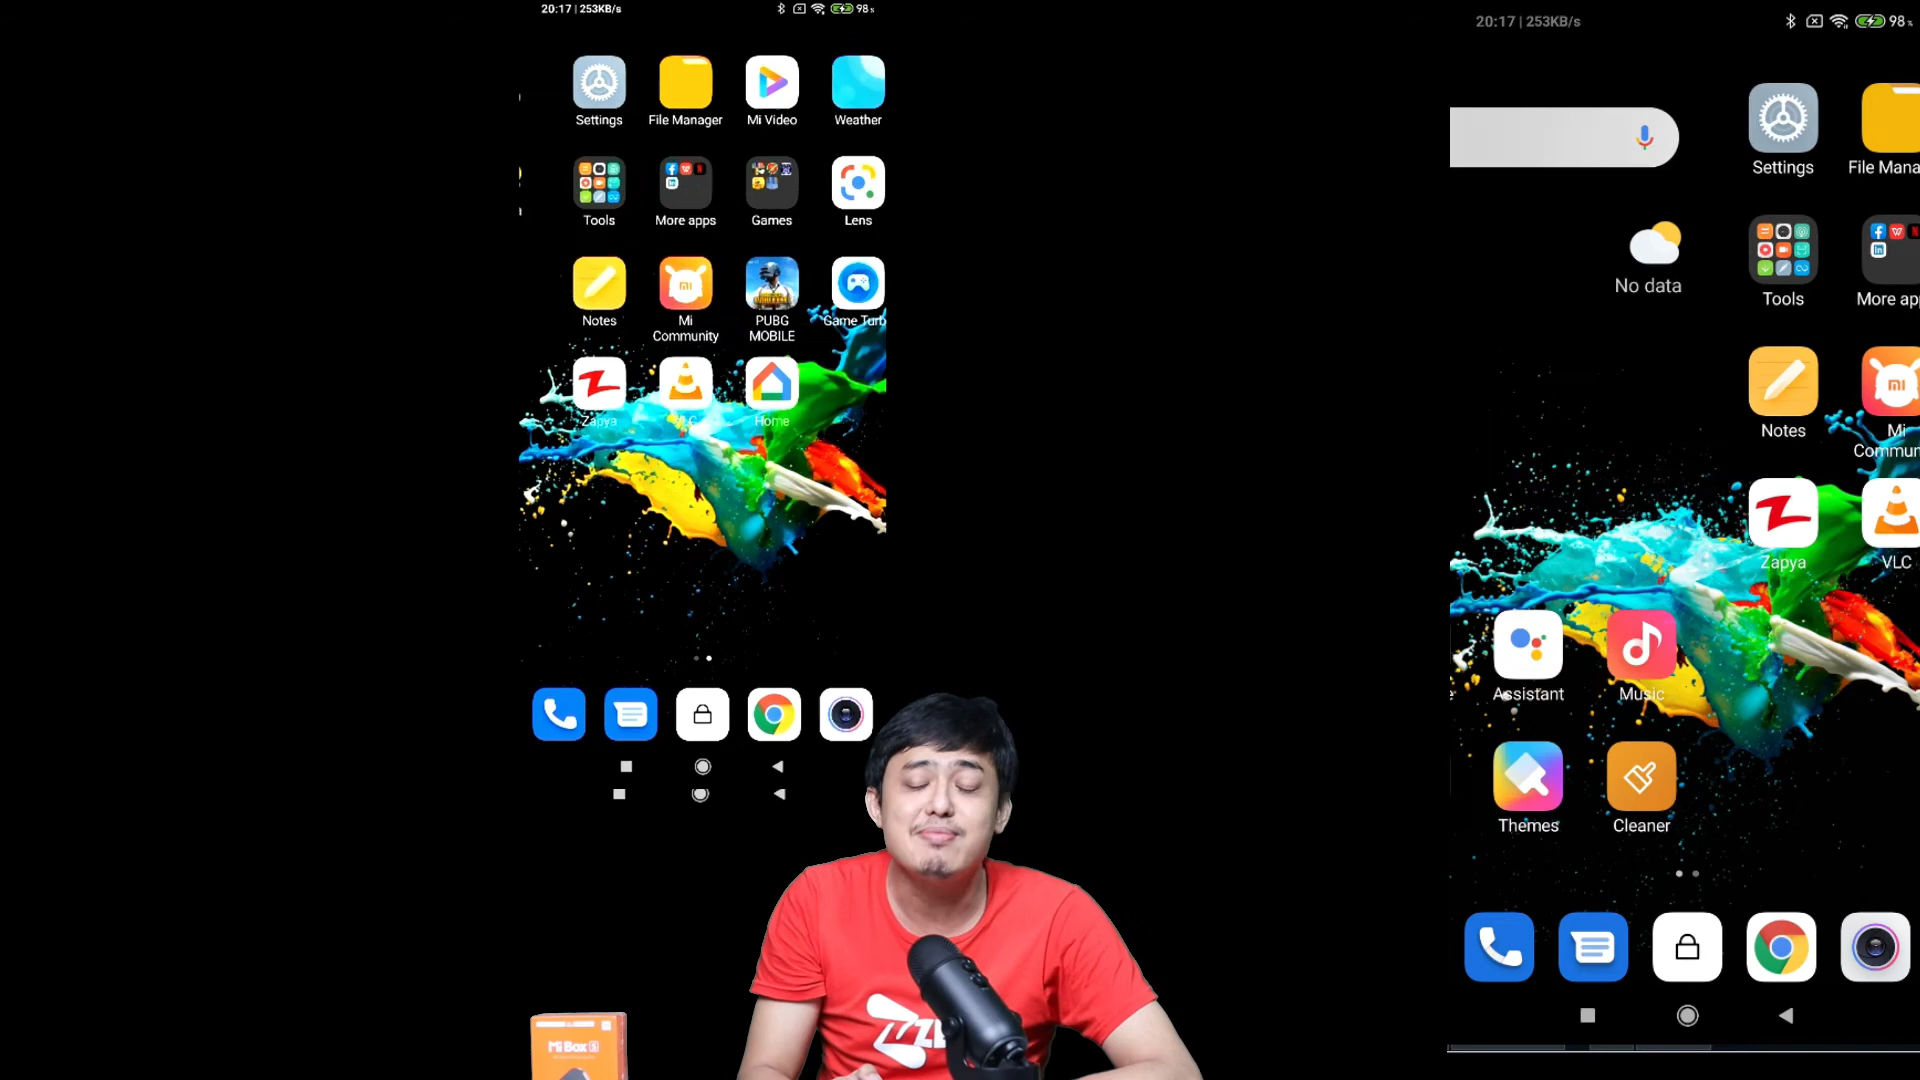 20:17 | 253KB/s
98%
Settings
File Manager
Mi Video
Weather
Tools
More apps
Games
Lens
Notes
Mi
Community
PUBG
MOBILE
Game Turb
Zapya
Home
Mi Box S
20:17 | 253KB/s
98%
Settings
File Mana
No data
Tools
More app
Notes
Mi
Commun
Zapya
VLC
Assistant
Music
Themes
Cleaner